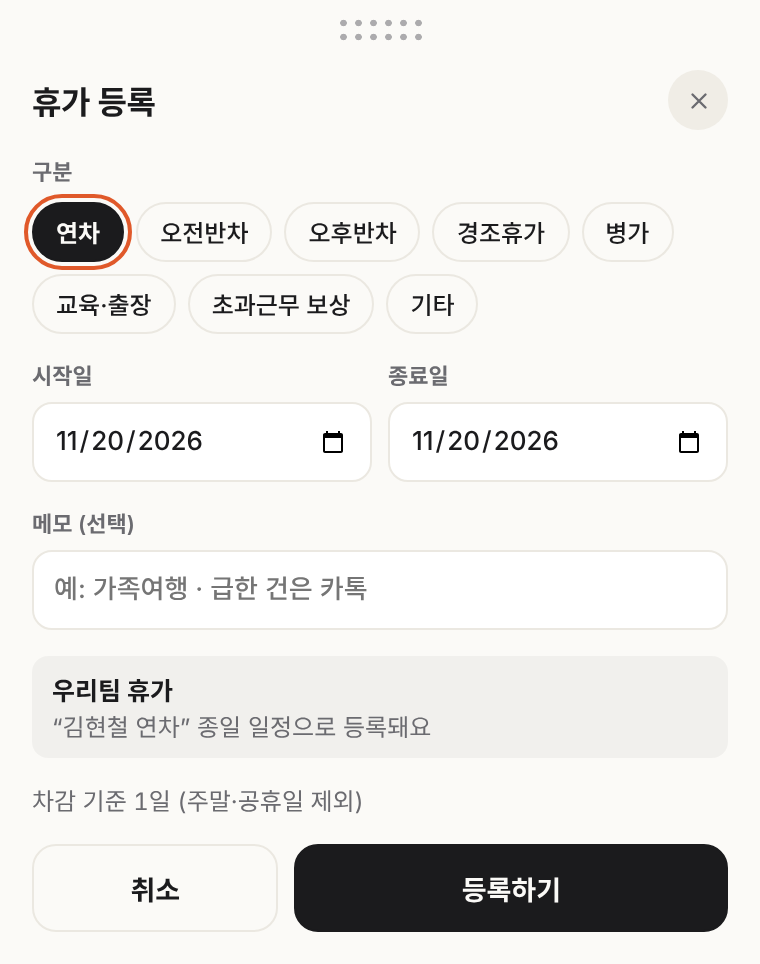 휴가 등록
구분
연차 오전반차 오후반차 경조휴가 병가
교육·출장 초과근무 보상 기타
시작일 종료일
11/20/2026 11/20/2026
메모 (선택)
예: 가족여행 · 급한 건은 카톡
우리팀 휴가
“김현철 연차” 종일 일정으로 등록돼요
차감 기준 1일 (주말·공휴일 제외)
취소 등록하기